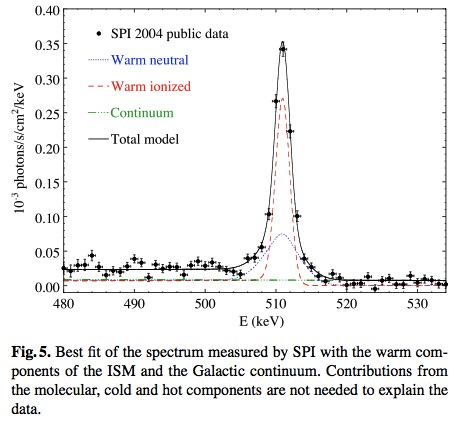 0.40
0.35
0.30
0.25
0.20
0.15
0.10
0.05
0.00
10⁻³ photons/s/cm²/keV
SPI 2004 public data
Warm neutral
Warm ionized
Continuum
Total model
480 490 500 510 520 530
E (keV)
Fig. 5. Best fit of the spectrum measured by SPI with the warm com-
ponents of the ISM and the Galactic continuum. Contributions from
the molecular, cold and hot components are not needed to explain the
data.